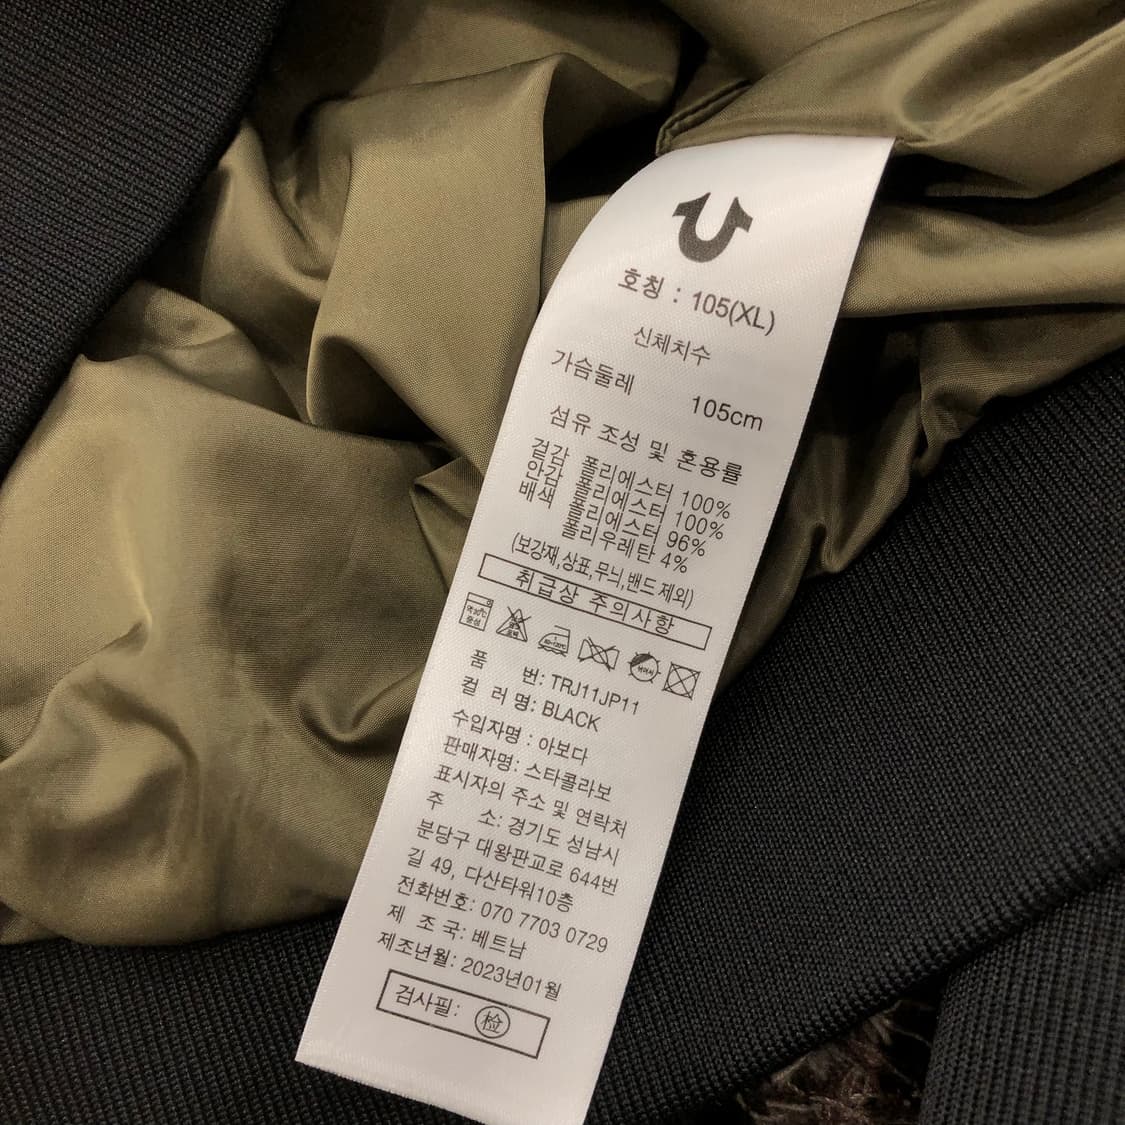 호칭 : 105(XL)
신체치수
가슴둘레 105cm
섬유 조성 및 혼용률
겉감 폴리에스터 100%
안감 폴리에스터 100%
배색 폴리에스터 96%
폴리우레탄 4%
(보강재,상표,무늬,밴드 제외)
취급상 주의사항
약30℃ 중성 80~120℃
품 번: TRJ11JP11
컬 러 명: BLACK
수입자명 : 아보다
판매자명: 스타콜라보
표시자의 주소 및 연락처
주 소: 경기도 성남시
분당구 대왕판교로 644번
길 49, 다산타워10층
전화번호: 070 7703 0729
제 조 국: 베트남
제조년월: 2023년01월
검사필: 检